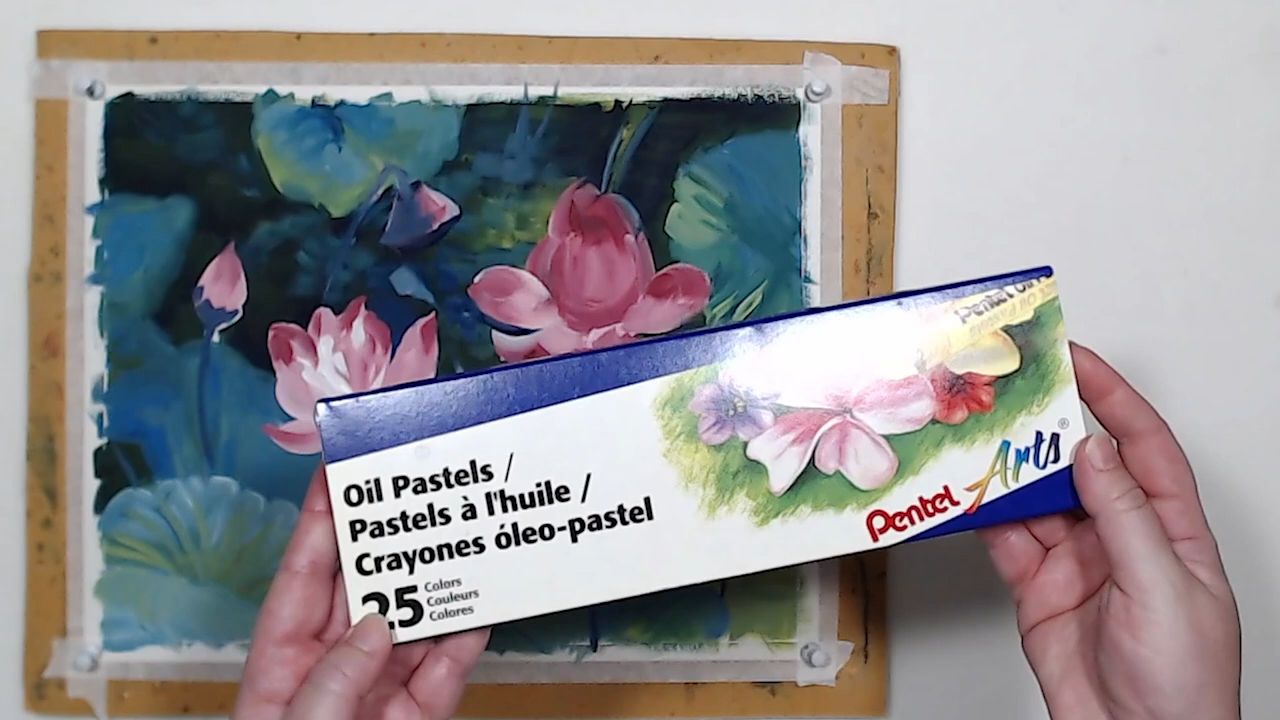 Oil Pastels /
Pastels à l'huile /
Crayones óleo-pastel
25
Colors
Couleurs
Colores
Pentel Arts®